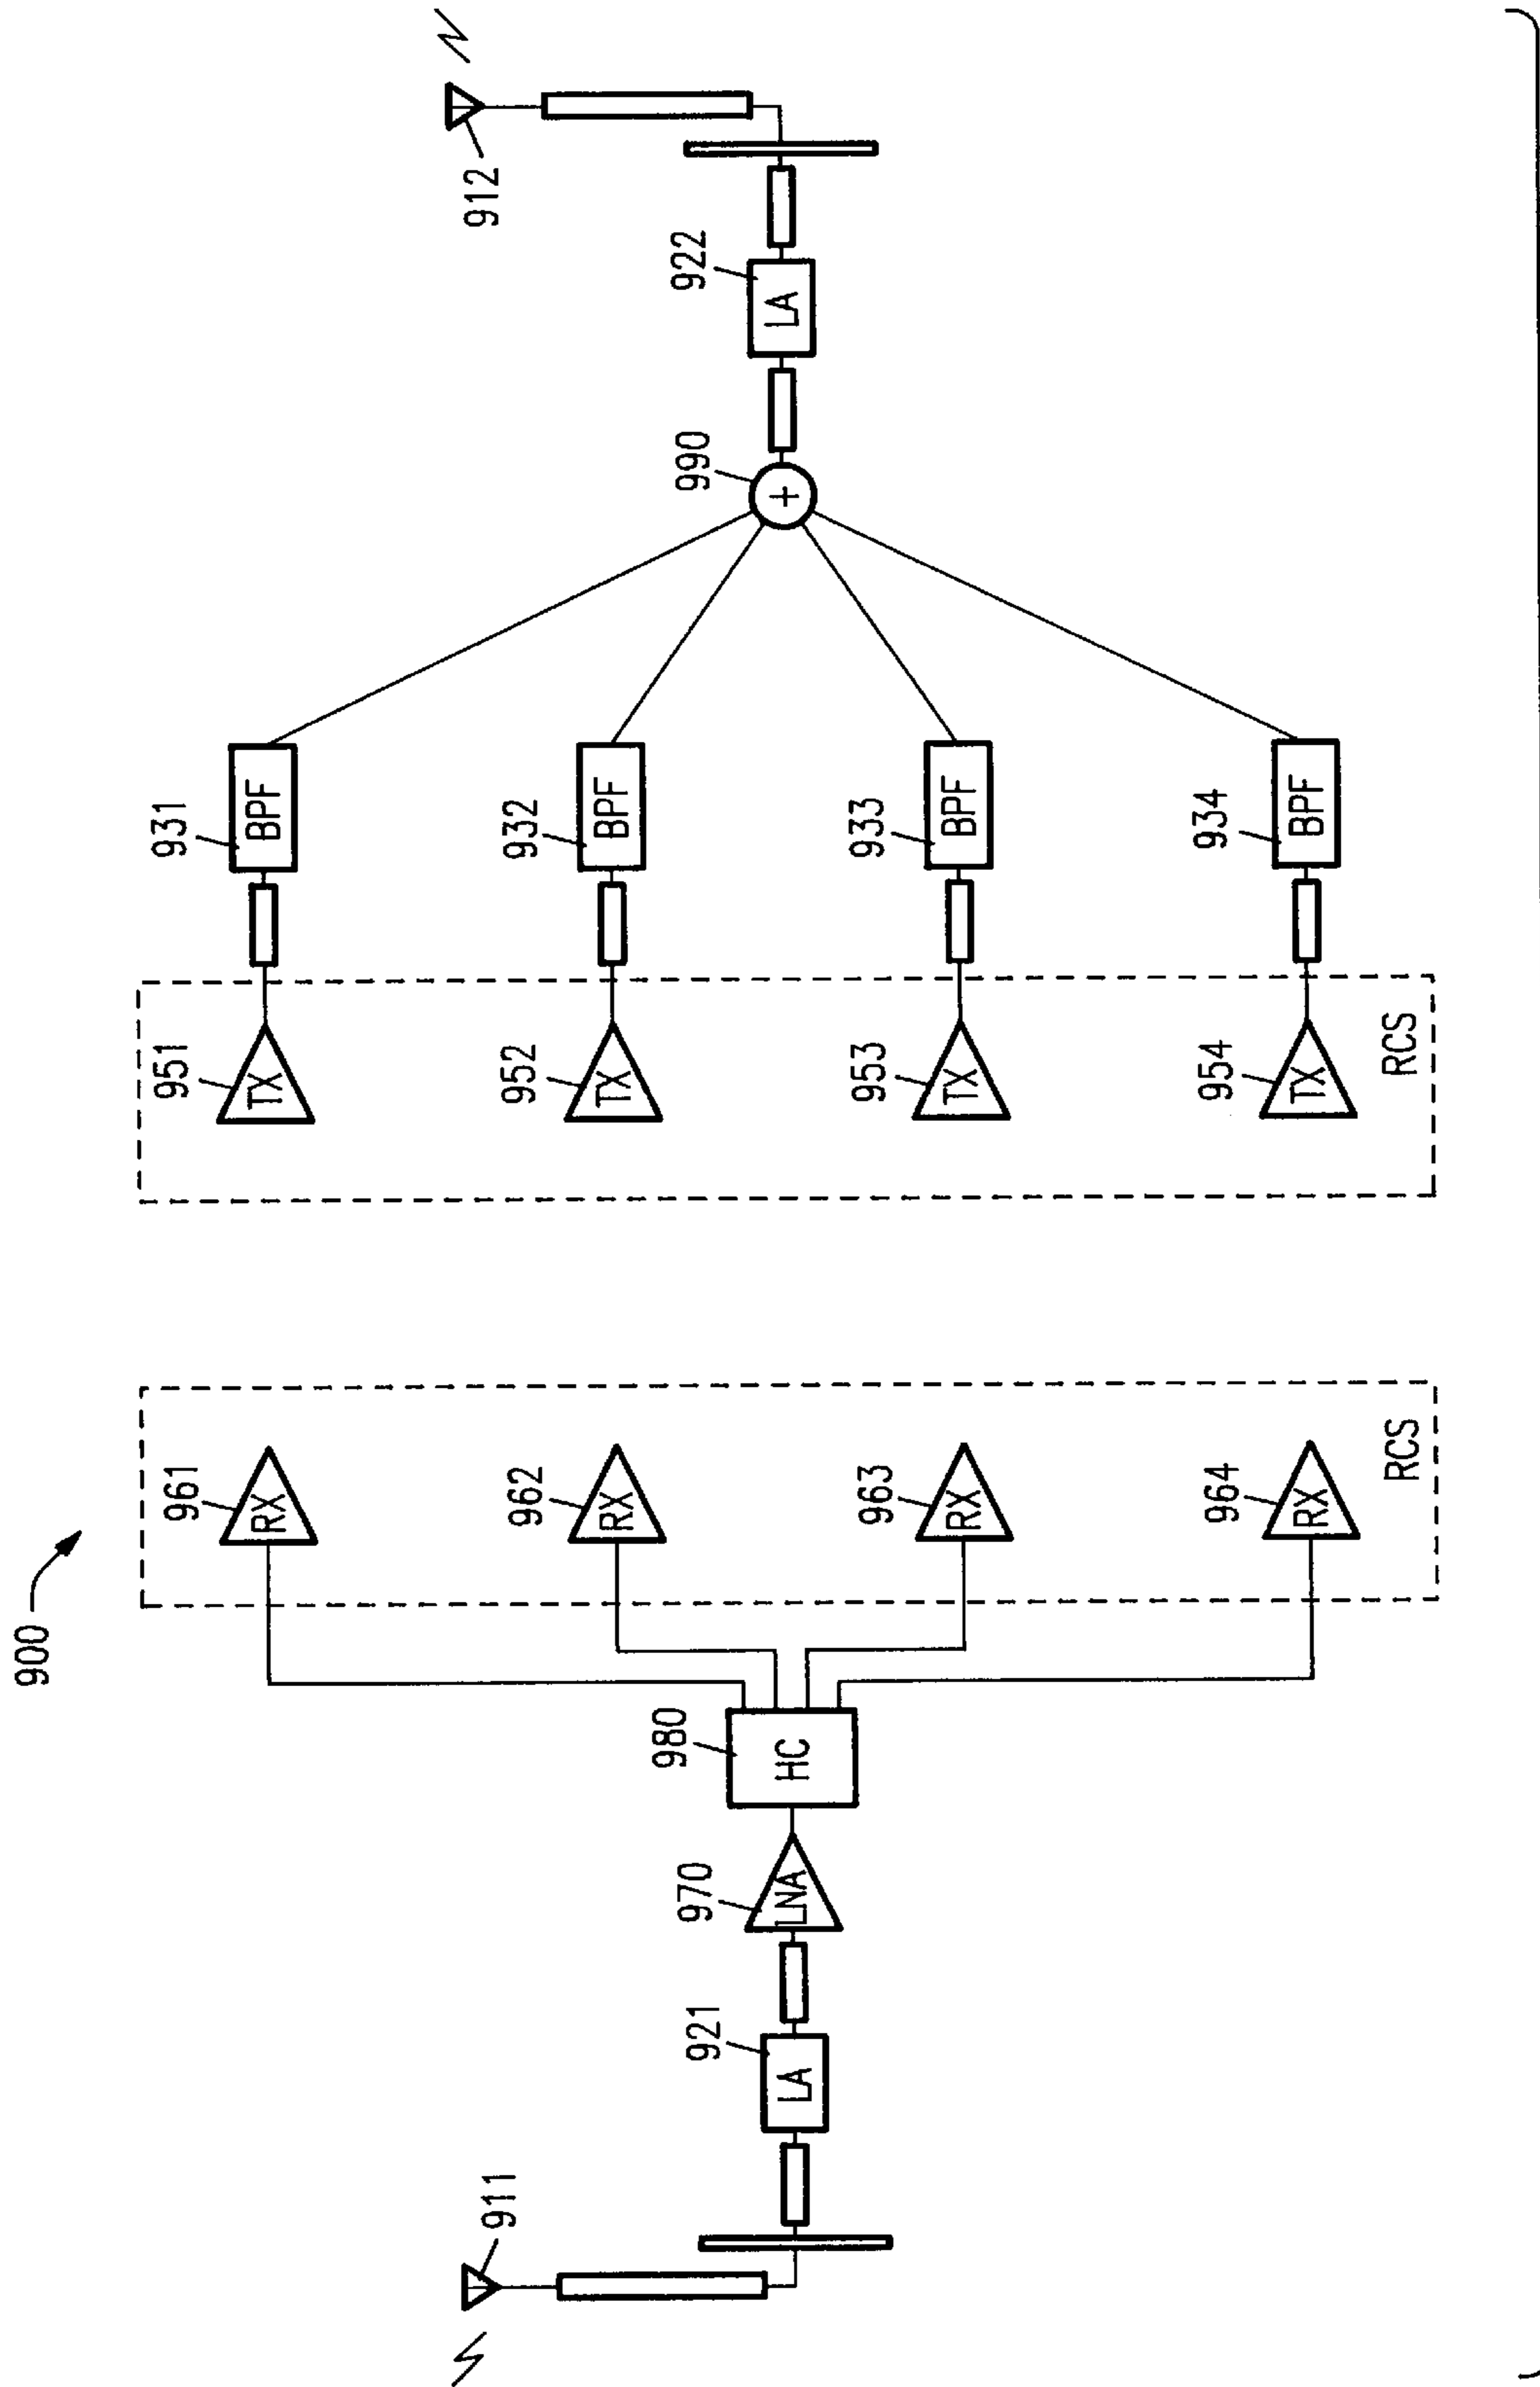 900
911
921
LA
970
LNA
980
HC
961
RX
962
RX
963
RX
964
RX
RCS
951
TX
952
TX
953
TX
954
TX
RCS
931
BPF
932
BPF
933
BPF
934
BPF
990
+
922
LA
912